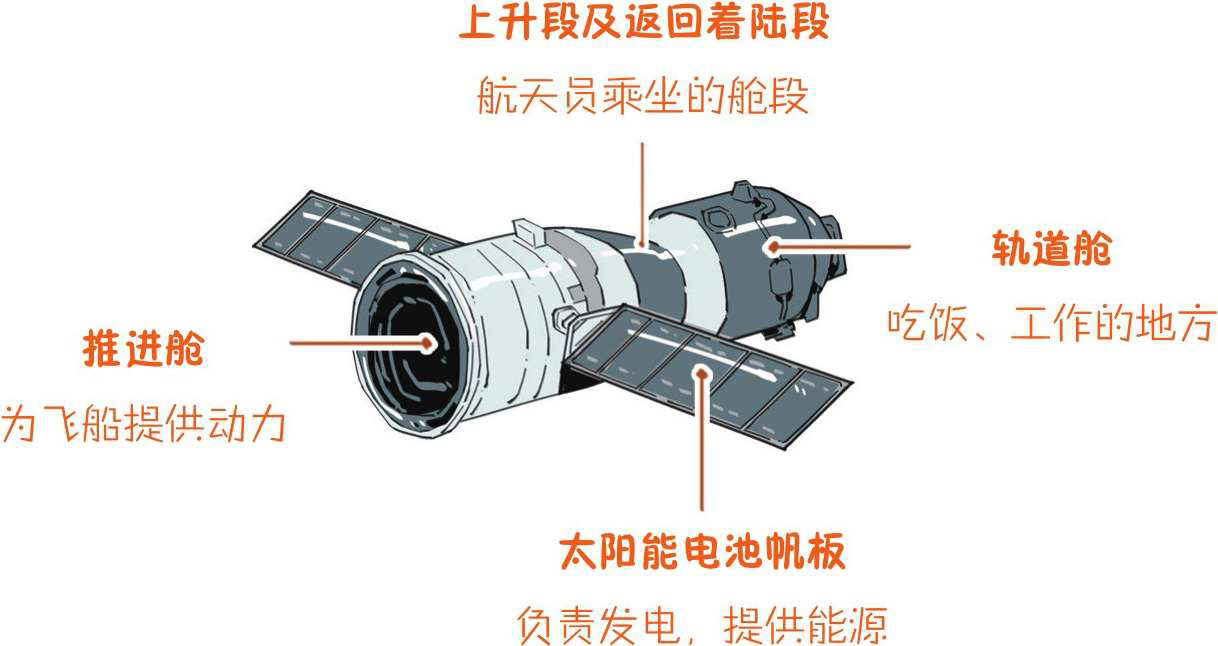 上升段及返回着陆段
航天员乘坐的舱段
轨道舱
吃饭、工作的地方
推进舱
为飞船提供动力
太阳能电池帆板
负责发电，提供能源